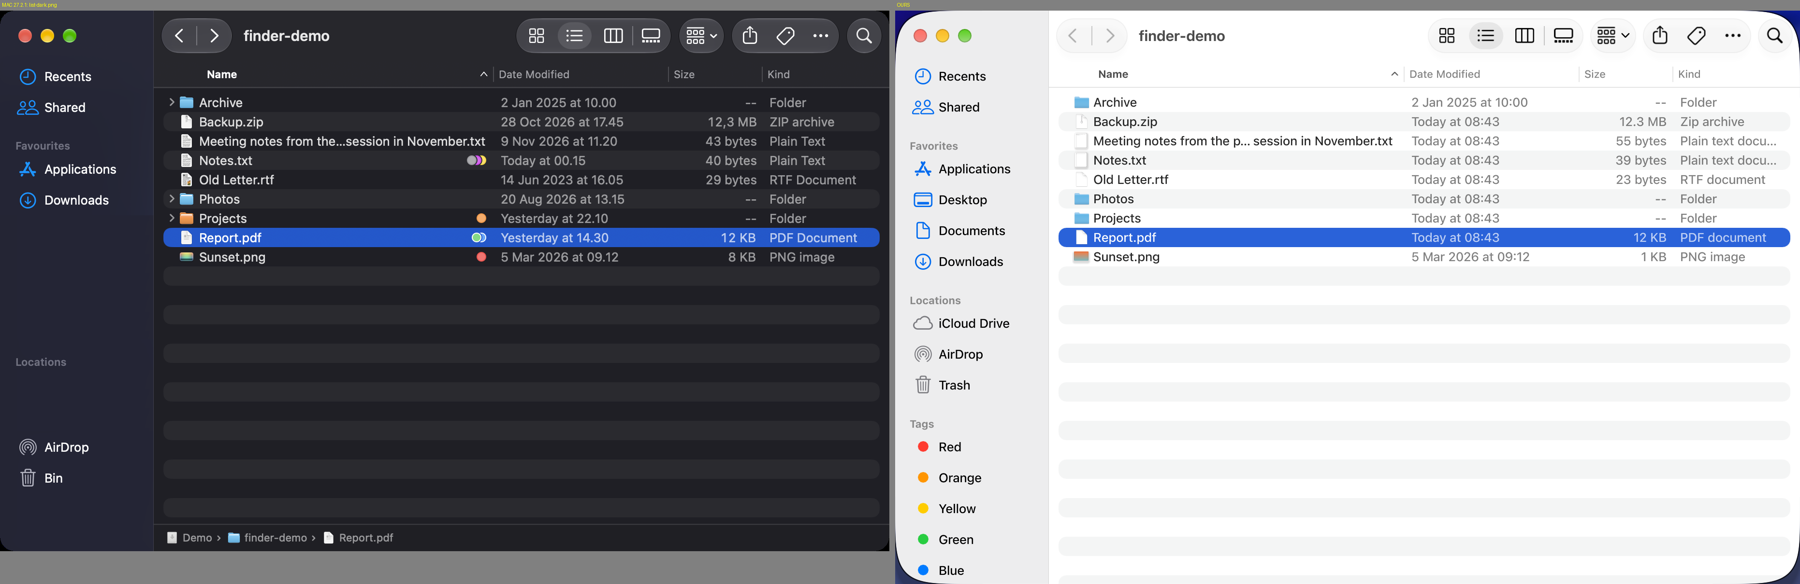 MAC 27.2 1: list-dark.png
finder-demo
Recents
Shared
Favourites
Applications
Downloads
Locations
AirDrop
Bin
Name Date Modified Size Kind
Archive 2 Jan 2025 at 10.00 -- Folder
Backup.zip 28 Oct 2026 at 17.45 12,3 MB ZIP archive
Meeting notes from the...session in November.txt 9 Nov 2026 at 11.20 43 bytes Plain Text
Notes.txt Today at 00.15 40 bytes Plain Text
Old Letter.rtf 14 Jun 2023 at 16.05 29 bytes RTF Document
Photos 20 Aug 2026 at 13.15 -- Folder
Projects Yesterday at 22.10 -- Folder
Report.pdf Yesterday at 14.30 12 KB PDF Document
Sunset.png 5 Mar 2026 at 09.12 8 KB PNG image
Demo › finder-demo › Report.pdf
OURS
finder-demo
Recents
Shared
Favorites
Applications
Desktop
Documents
Downloads
Locations
iCloud Drive
AirDrop
Trash
Tags
Red
Orange
Yellow
Green
Blue
Name Date Modified Size Kind
Archive 2 Jan 2025 at 10:00 -- Folder
Backup.zip Today at 08:43 12.3 MB Zip archive
Meeting notes from the p... session in November.txt Today at 08:43 55 bytes Plain text docu...
Notes.txt Today at 08:43 39 bytes Plain text docu...
Old Letter.rtf Today at 08:43 23 bytes RTF document
Photos Today at 08:43 -- Folder
Projects Today at 08:43 -- Folder
Report.pdf Today at 08:43 12 KB PDF document
Sunset.png 5 Mar 2026 at 09:12 1 KB PNG image